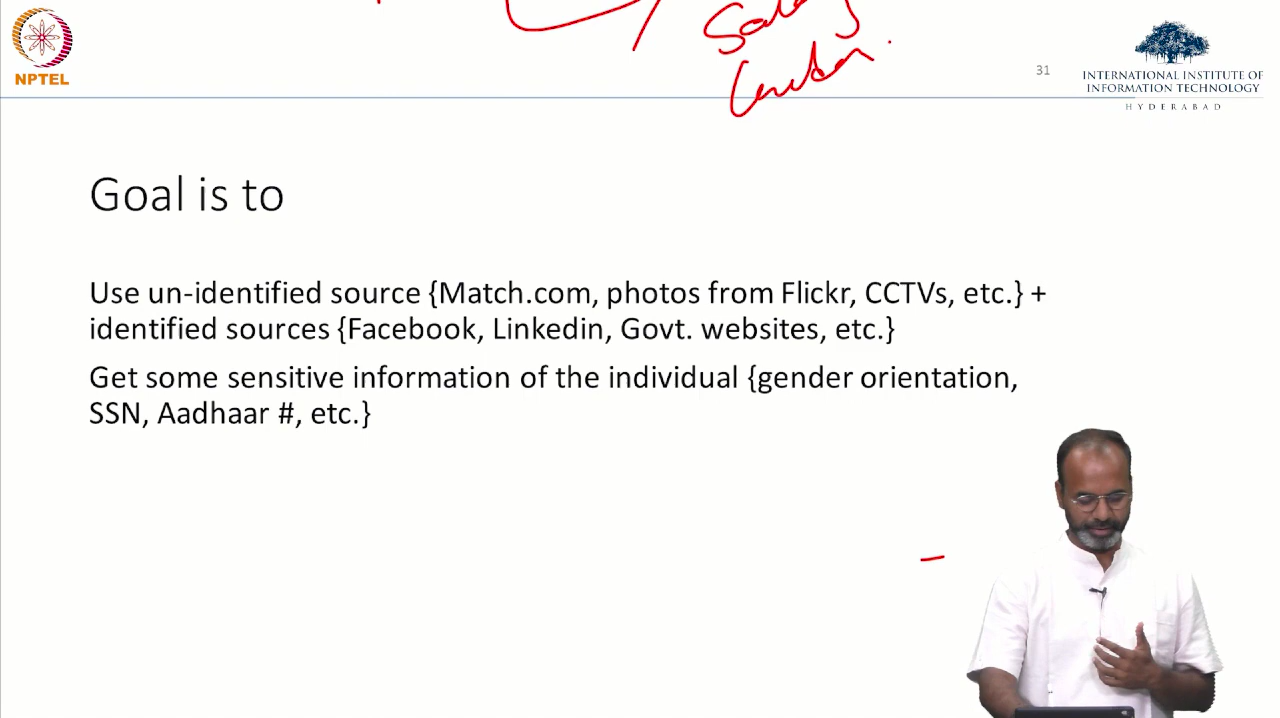 NPTEL
31
INTERNATIONAL INSTITUTE OF
INFORMATION TECHNOLOGY
HYDERABAD
Goal is to
Use un-identified source {Match.com, photos from Flickr, CCTVs, etc.} +
identified sources {Facebook, Linkedin, Govt. websites, etc.}
Get some sensitive information of the individual {gender orientation,
SSN, Aadhaar #, etc.}